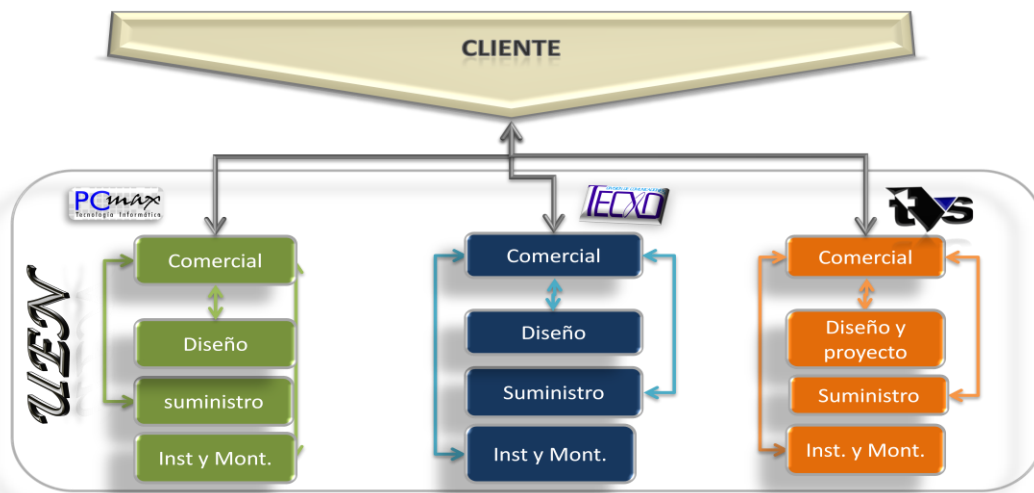 CLIENTE
PCmax
Tecnología Informática
TECXD
tvs
UEN
Comercial
Diseño
suministro
Inst y Mont.
Comercial
Diseño
Suministro
Inst y Mont.
Comercial
Diseño y
proyecto
Suministro
Inst. y Mont.